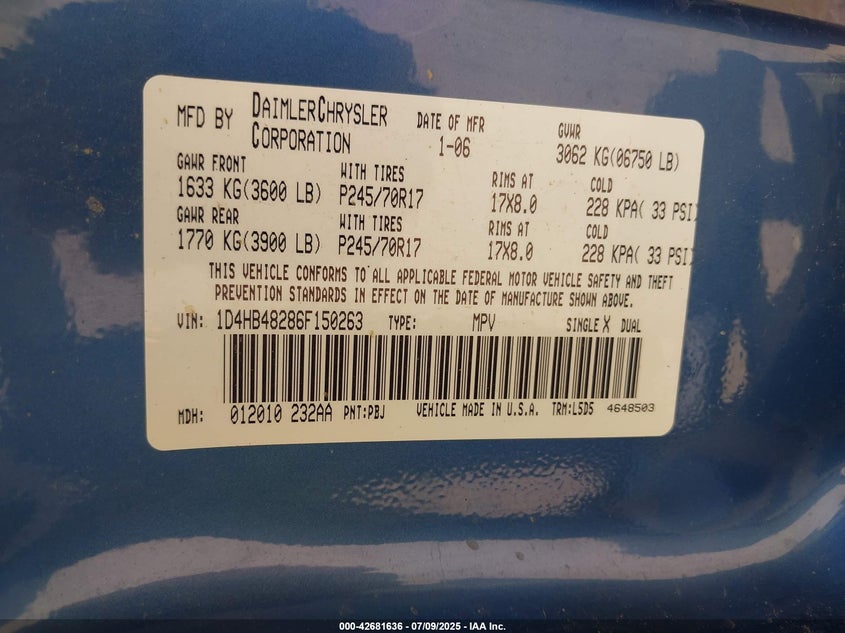 MFD BY DAIMLERCHRYSLER CORPORATION DATE OF MFR 1-06 GVWR 3062 KG(06750 LB)
GAWR FRONT WITH TIRES RIMS AT COLD
1633 KG(3600 LB) P245/70R17 17X8.0 228 KPA( 33 PSI)
GAWR REAR WITH TIRES RIMS AT COLD
1770 KG(3900 LB) P245/70R17 17X8.0 228 KPA( 33 PSI)
THIS VEHICLE CONFORMS TO ALL APPLICABLE FEDERAL MOTOR VEHICLE SAFETY AND THEFT
PREVENTION STANDARDS IN EFFECT ON THE DATE OF MANUFACTURE SHOWN ABOVE.
VIN: 1D4HB48286F150263 TYPE: MPV SINGLE X DUAL
MDH: 012010 232AA PNT:PBJ VEHICLE MADE IN U.S.A. TRM:L5D5 4648503
000-42681636 - 07/09/2025 - IAA Inc.